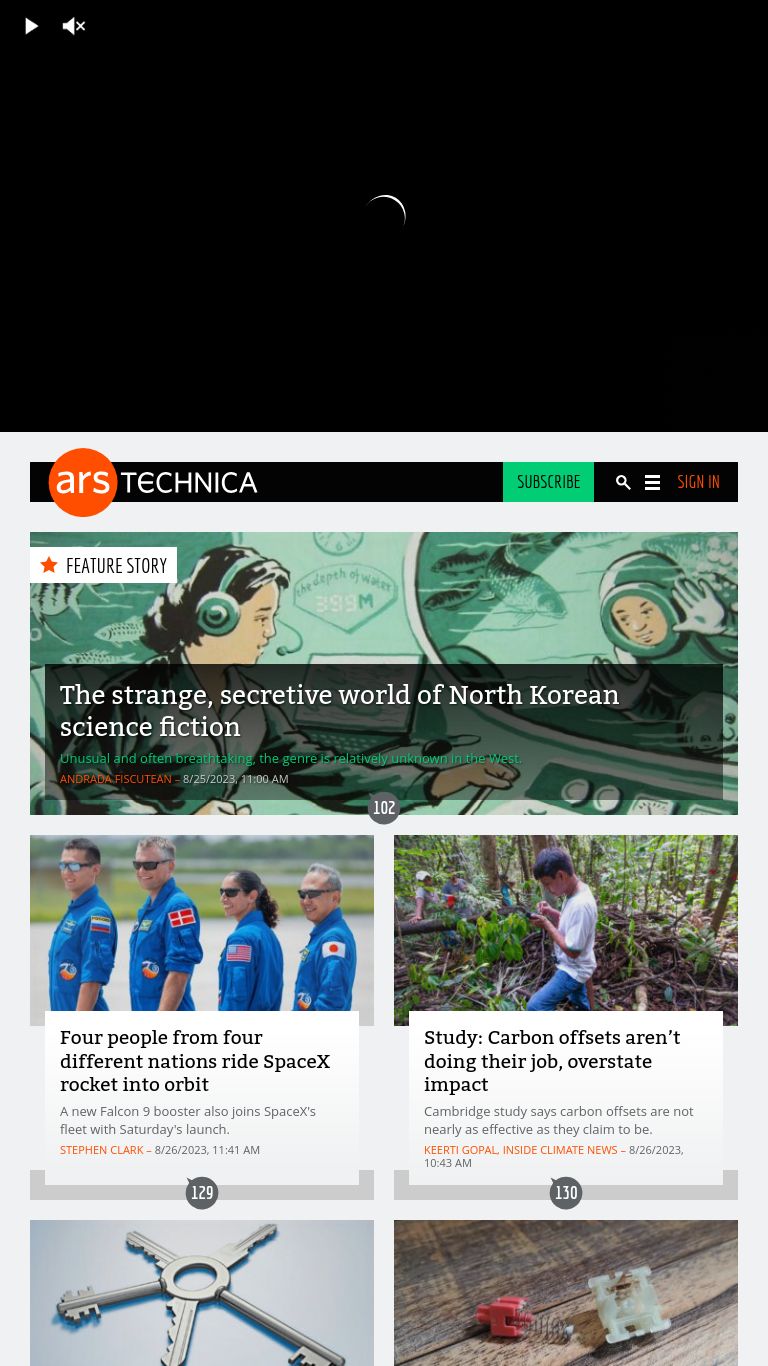 ars TECHNICA
SUBSCRIBE
SIGN IN
FEATURE STORY
the depth of water
399M
The strange, secretive world of North Korean
science fiction
Unusual and often breathtaking, the genre is relatively unknown in the West.
ANDRADA FISCUTEAN – 8/25/2023, 11:00 AM
102
Four people from four
different nations ride SpaceX
rocket into orbit
A new Falcon 9 booster also joins SpaceX's
fleet with Saturday's launch.
STEPHEN CLARK – 8/26/2023, 11:41 AM
129
Study: Carbon offsets aren’t
doing their job, overstate
impact
Cambridge study says carbon offsets are not
nearly as effective as they claim to be.
KEERTI GOPAL, INSIDE CLIMATE NEWS – 8/26/2023,
10:43 AM
130